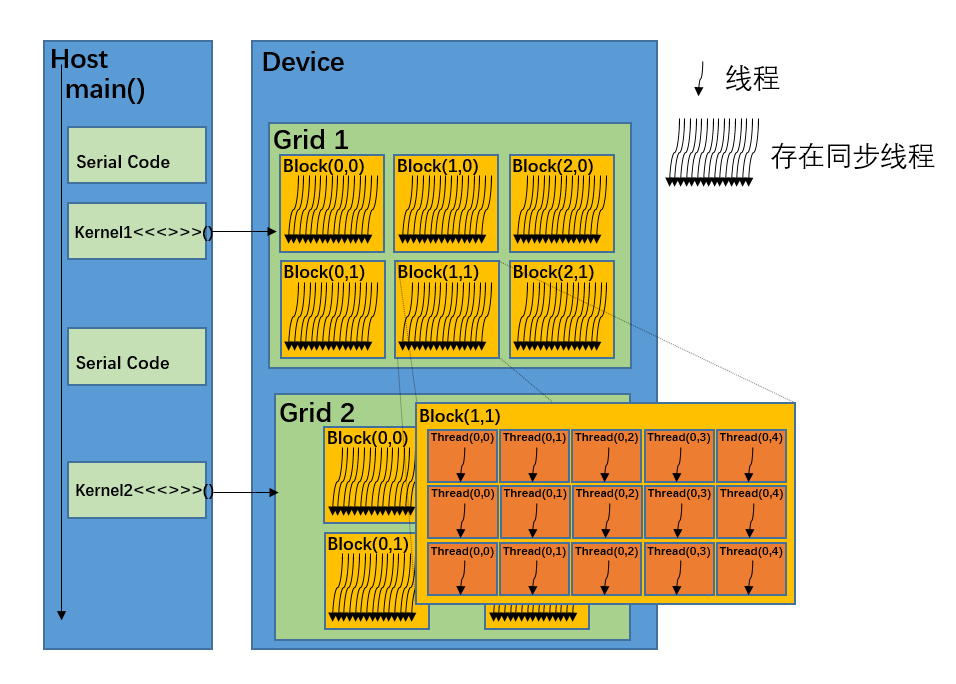 Host
main()
Serial Code
Kernel1<<<>>>()
Serial Code
Kernel2<<<>>>()
Device
Grid 1
Block(0,0) Block(1,0) Block(2,0)
Block(0,1) Block(1,1) Block(2,1)
Grid 2
Block(0,0)
Block(0,1)
Block(1,1)
Thread(0,0) Thread(0,1) Thread(0,2) Thread(0,3) Thread(0,4)
Thread(0,0) Thread(0,1) Thread(0,2) Thread(0,3) Thread(0,4)
Thread(0,0) Thread(0,1) Thread(0,2) Thread(0,3) Thread(0,4)
线程
存在同步线程